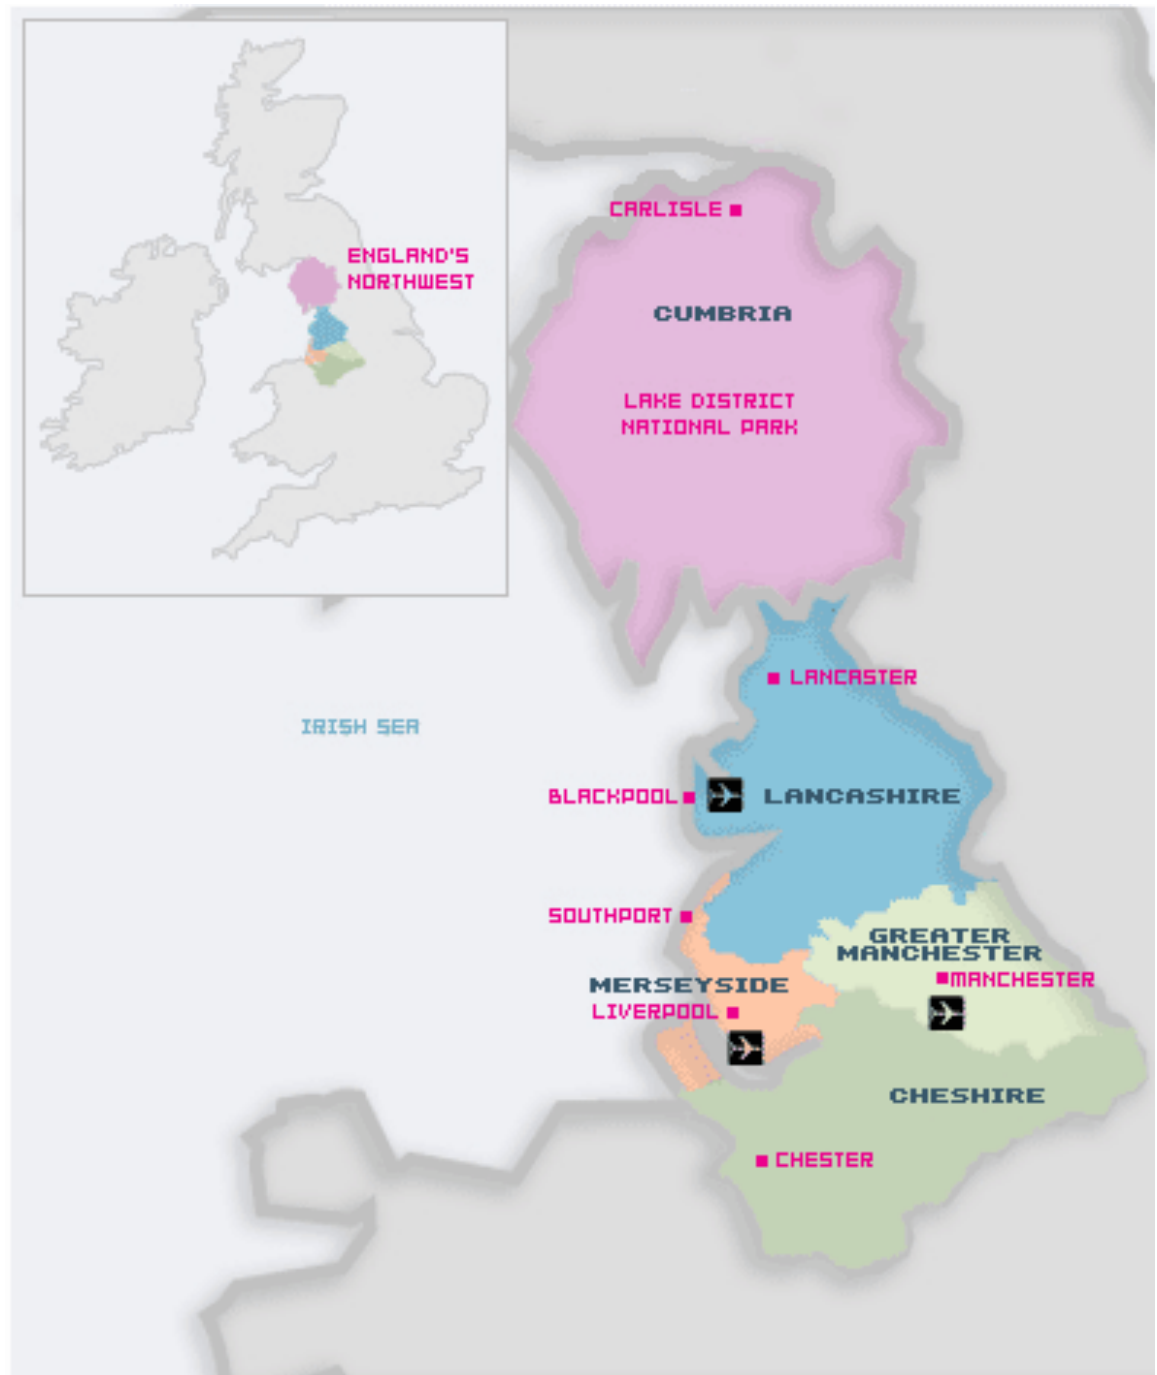 ENGLAND'S
NORTHWEST
CARLISLE
CUMBRIA
LAKE DISTRICT
NATIONAL PARK
LANCASTER
IRISH SEA
BLACKPOOL
LANCASHIRE
SOUTHPORT
GREATER
MANCHESTER
MANCHESTER
MERSEYSIDE
LIVERPOOL
CHESHIRE
CHESTER